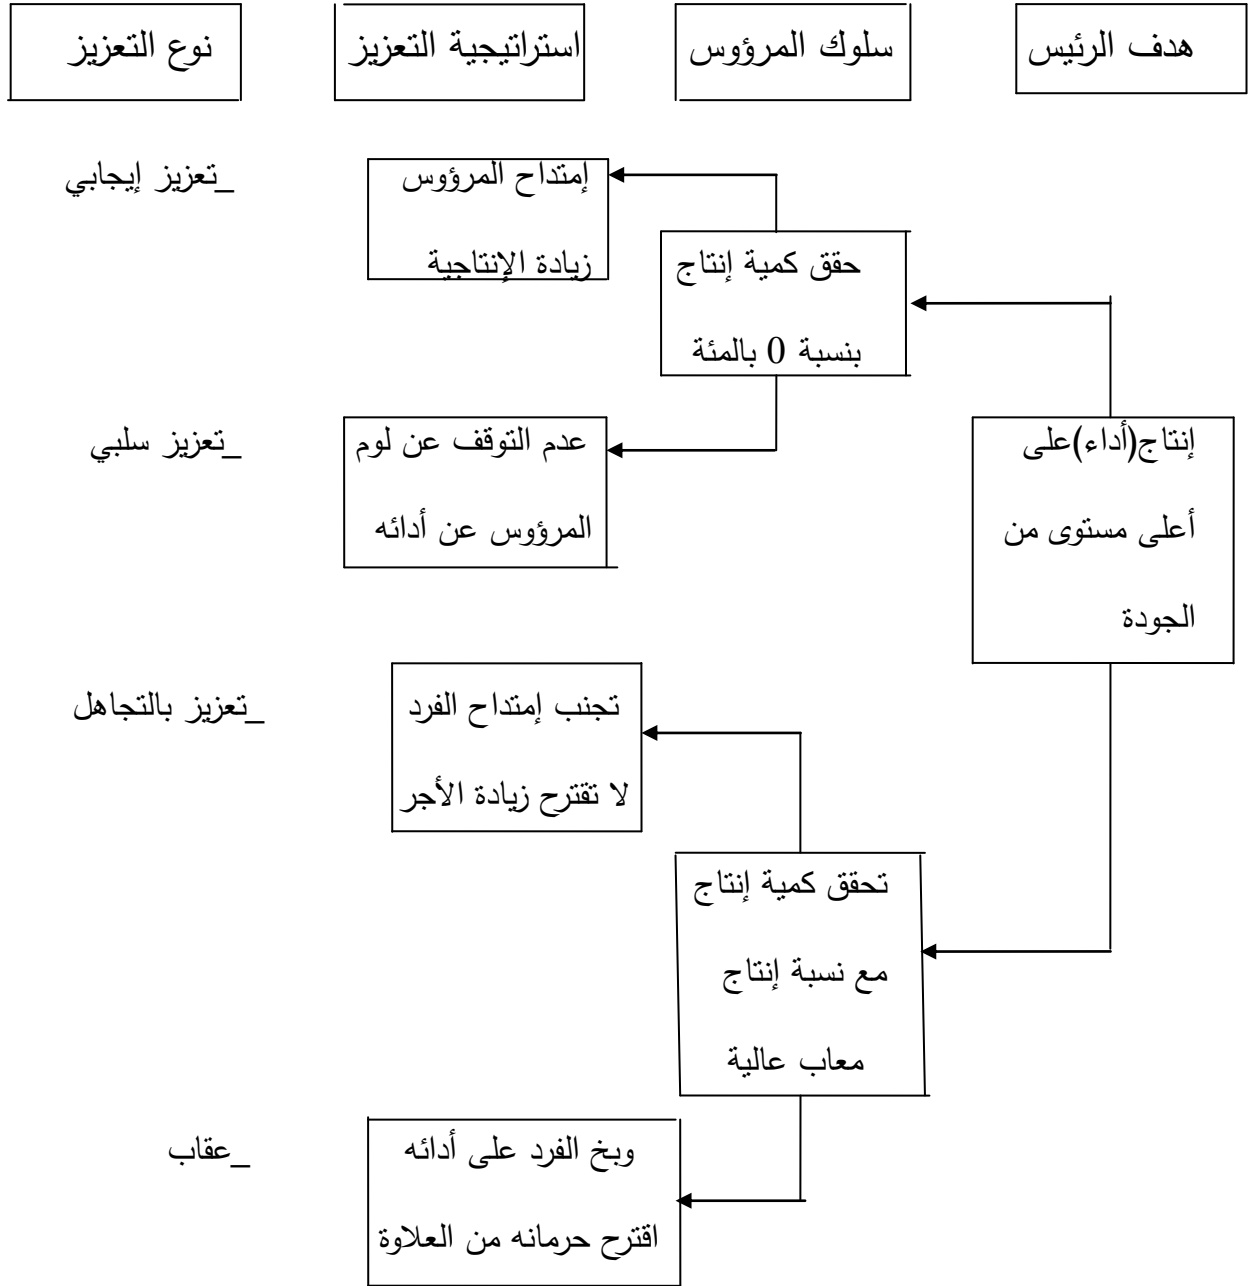 هدف الرئيس
سلوك المرؤوس
استراتيجية التعزيز
نوع التعزيز
إمتداح المرؤوس
زيادة الإنتاجية
_تعزيز إيجابي
حقق كمية إنتاج
بنسبة 0 بالمئة
إنتاج(أداء)على
أعلى مستوى من
الجودة
عدم التوقف عن لوم
المرؤوس عن أدائه
_تعزيز سلبي
تجنب إمتداح الفرد
لا تقترح زيادة الأجر
_تعزيز بالتجاهل
تحقق كمية إنتاج
مع نسبة إنتاج
معاب عالية
وبخ الفرد على أدائه
اقترح حرمانه من العلاوة
_عقاب